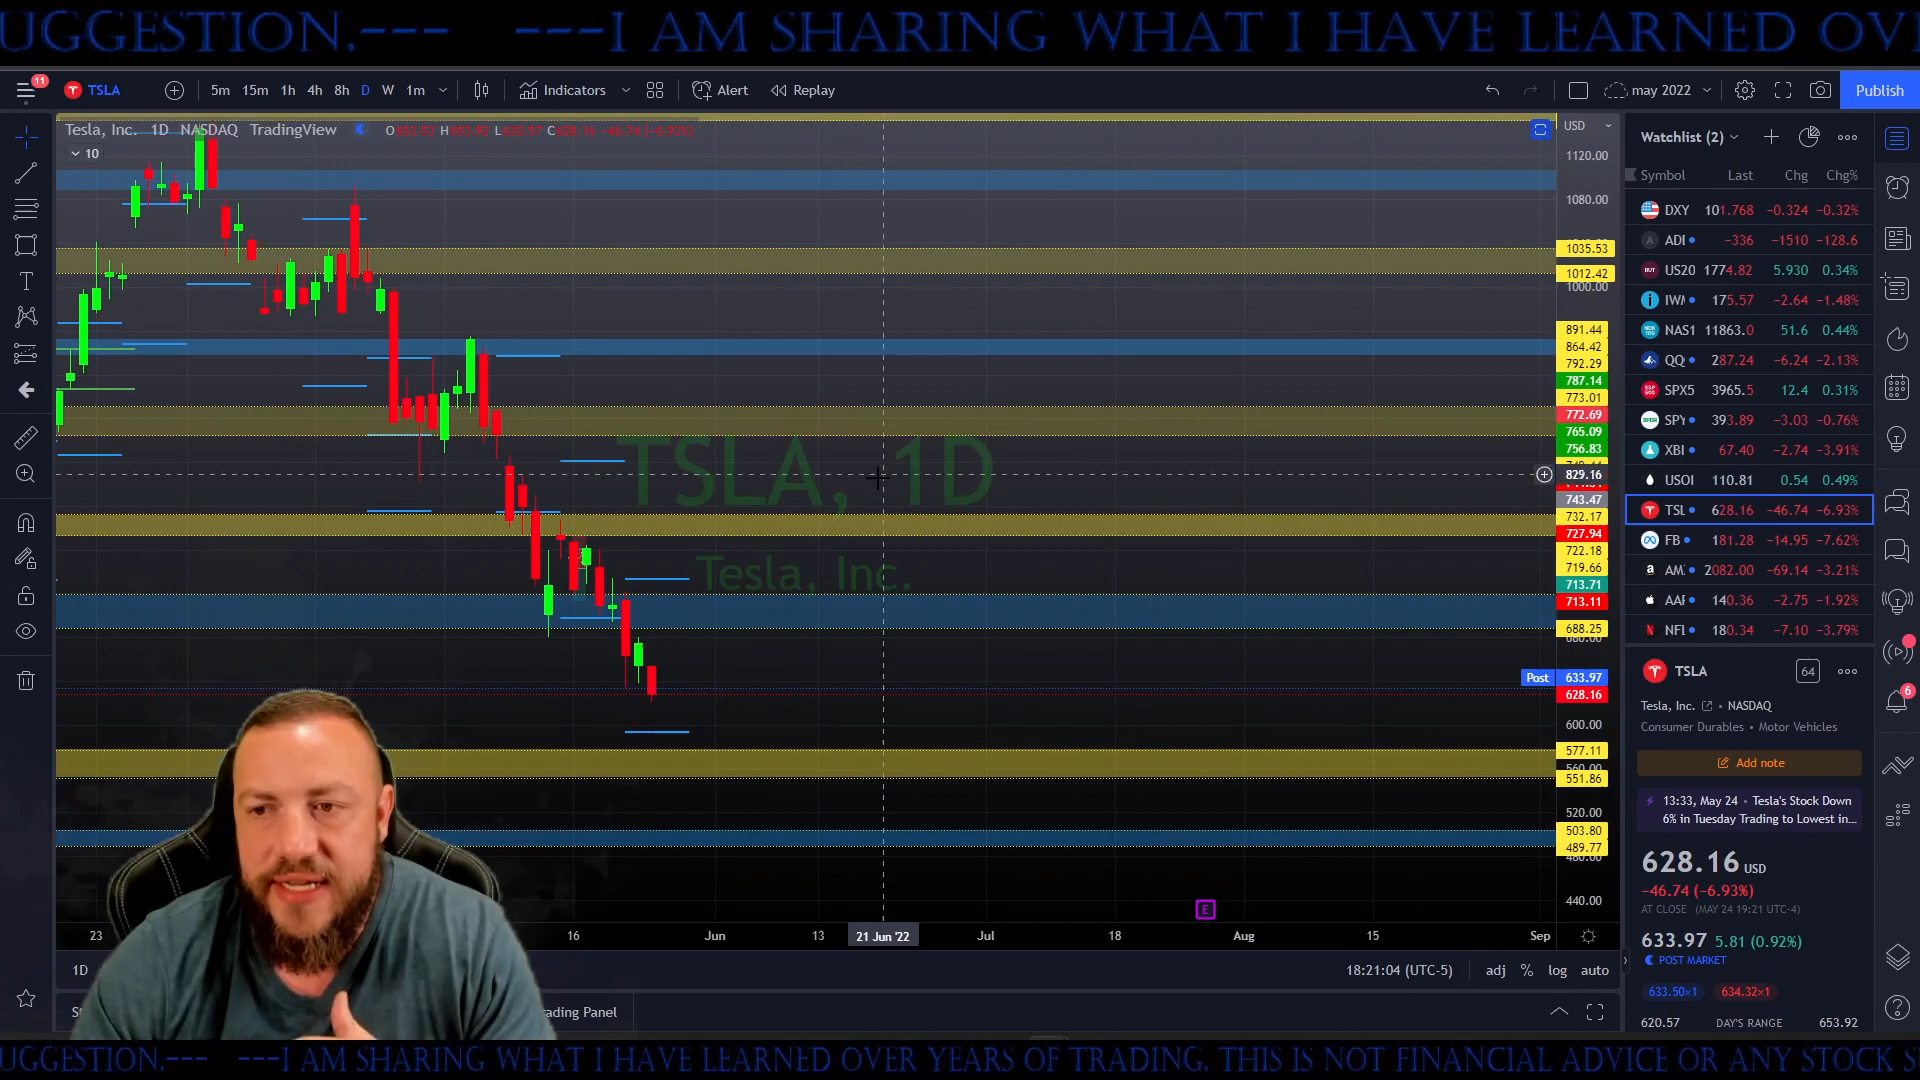 UGGESTION.--- ---I AM SHARING WHAT I HAVE LEARNED OV
11
TSLA
5m 15m 1h 4h 8h D W 1m
Indicators
Alert
Replay
may 2022
Publish
Tesla, Inc. 1D NASDAQ TradingView
10
TSLA, 1D
Tesla, Inc.
USD
1120.00
1080.00
1035.53
1012.42
1000.00
891.44
864.42
792.29
787.14
773.01
772.69
765.09
756.83
829.16
743.47
732.17
727.94
722.18
719.66
713.71
713.11
688.25
680.00
Post 633.97
628.16
600.00
577.11
560.00
551.86
520.00
503.80
489.77
480.00
440.00
E
23 16 Jun 13 21 Jun '22 Jul 18 Aug 15 Sep
1D
18:21:04 (UTC-5) adj % log auto
ading Panel
Watchlist (2)
Symbol Last Chg Chg%
DXY 101.768 −0.324 −0.32%
ADI −336 −1510 −128.6
US20 1774.82 5.930 0.34%
IWM 175.57 −2.64 −1.48%
NAS1 11863.0 51.6 0.44%
QQ 287.24 −6.24 −2.13%
SPX5 3965.5 12.4 0.31%
SPY 393.89 −3.03 −0.76%
XBI 67.40 −2.74 −3.91%
USOI 110.81 0.54 0.49%
TSL 628.16 −46.74 −6.93%
FB 181.28 −14.95 −7.62%
AM 2082.00 −69.14 −3.21%
AAF 140.36 −2.75 −1.92%
NFL 180.34 −7.10 −3.79%
TSLA 64
Tesla, Inc. • NASDAQ
Consumer Durables • Motor Vehicles
Add note
13:33, May 24 • Tesla's Stock Down
6% in Tuesday Trading to Lowest in...
628.16 USD
−46.74 (−6.93%)
AT CLOSE (MAY 24 19:21 UTC-4)
633.97 5.81 (0.92%)
POST MARKET
633.50×1 634.32×1
620.57 DAY'S RANGE 653.92
6
UGGESTION.--- ---I AM SHARING WHAT I HAVE LEARNED OVER YEARS OF TRADING. THIS IS NOT FINANCIAL ADVICE OR ANY STOCK S